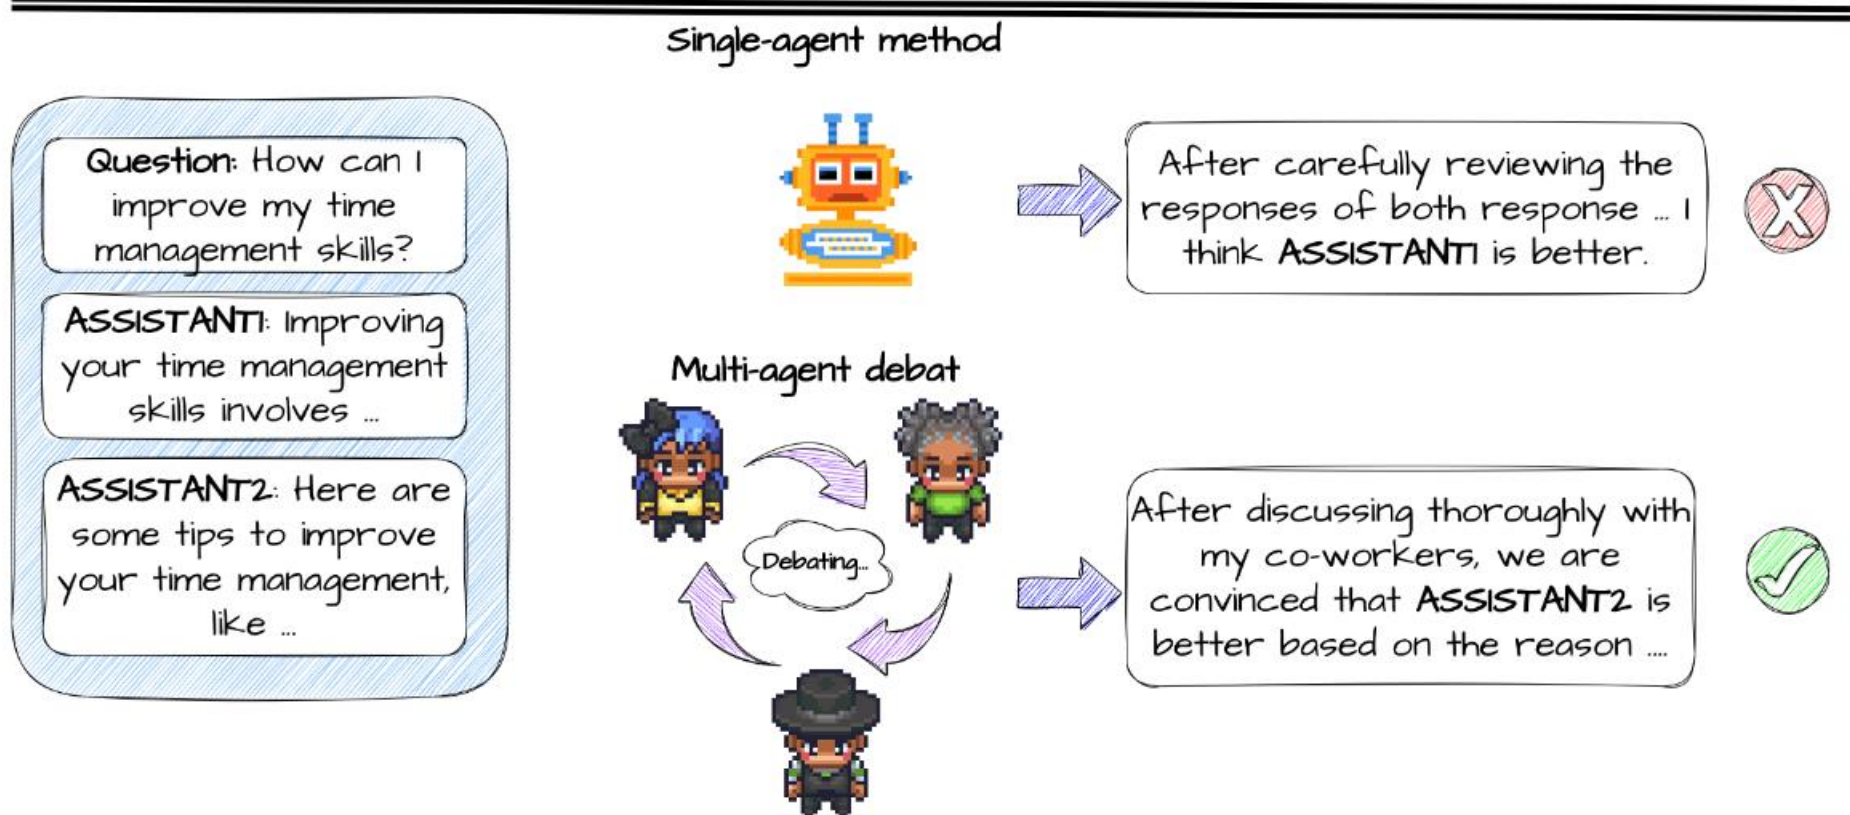 Single-agent method
Question: How can I
improve my time
management skills?
ASSISTANT1: Improving
your time management
skills involves ...
ASSISTANT2: Here are
some tips to improve
your time management,
like ...
After carefully reviewing the
responses of both response ... I
think ASSISTANT1 is better.
X
Multi-agent debat
Debating...
After discussing thoroughly with
my co-workers, we are
convinced that ASSISTANT2 is
better based on the reason ....